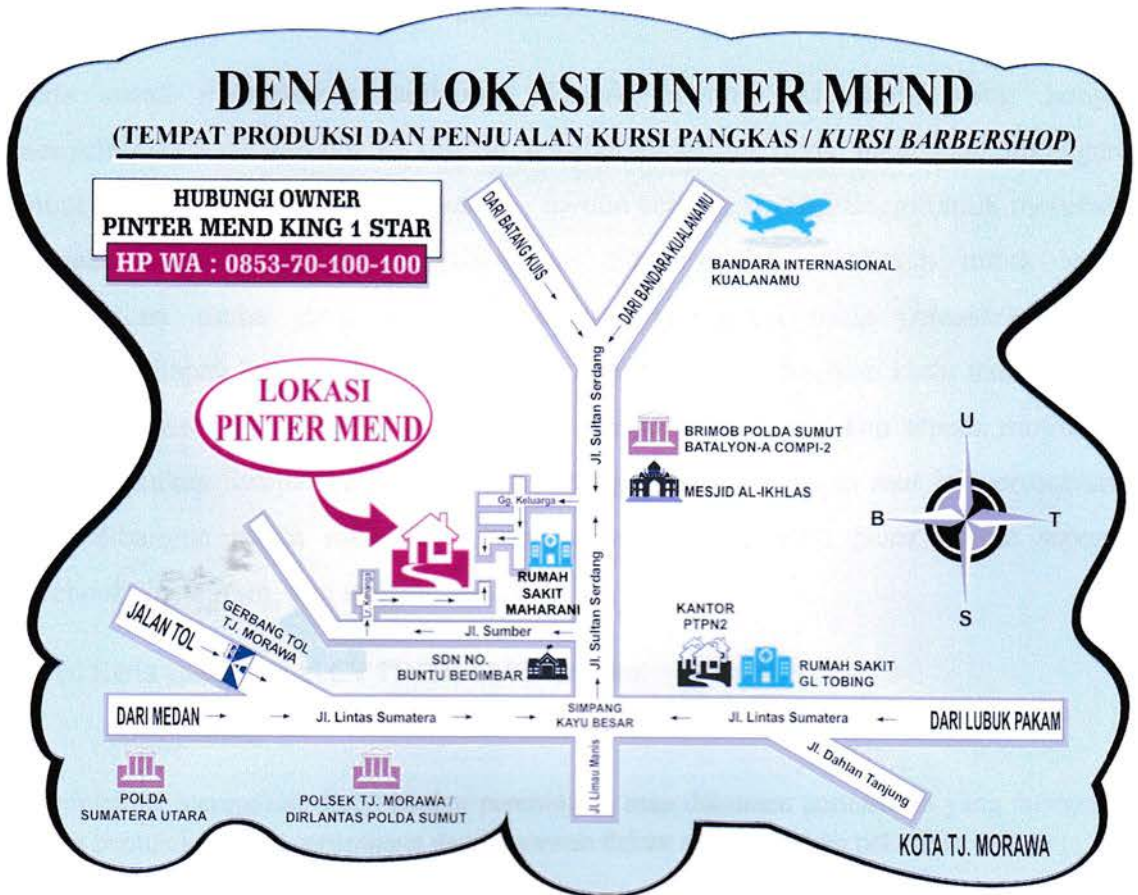 DENAH LOKASI PINTER MEND
(TEMPAT PRODUKSI DAN PENJUALAN KURSI PANGKAS / KURSI BARBERSHOP)
HUBUNGI OWNER
PINTER MEND KING 1 STAR
HP WA : 0853-70-100-100
DARI BATANG KUIS
DARI BANDARA KUALANAMU
BANDARA INTERNASIONAL
KUALANAMU
LOKASI
PINTER MEND
Jl. Sultan Serdang
BRIMOB POLDA SUMUT
BATALYON-A COMPI-2
MESJID AL-IKHLAS
U
B
T
S
Gg. Keluarga
RUMAH
SAKIT
MAHARANI
Lr. Kenanga
Jl. Sumber
Jl. Sultan Serdang
KANTOR
PTPN2
RUMAH SAKIT
GL TOBING
JALAN TOL
GERBANG TOL
TJ. MORAWA
SDN NO.
BUNTU BEDIMBAR
DARI MEDAN
Jl. Lintas Sumatera
SIMPANG
KAYU BESAR
Jl. Lintas Sumatera
DARI LUBUK PAKAM
Jl. Limau Manis
Jl. Dahlan Tanjung
POLDA
SUMATERA UTARA
POLSEK TJ. MORAWA /
DIRLANTAS POLDA SUMUT
KOTA TJ. MORAWA